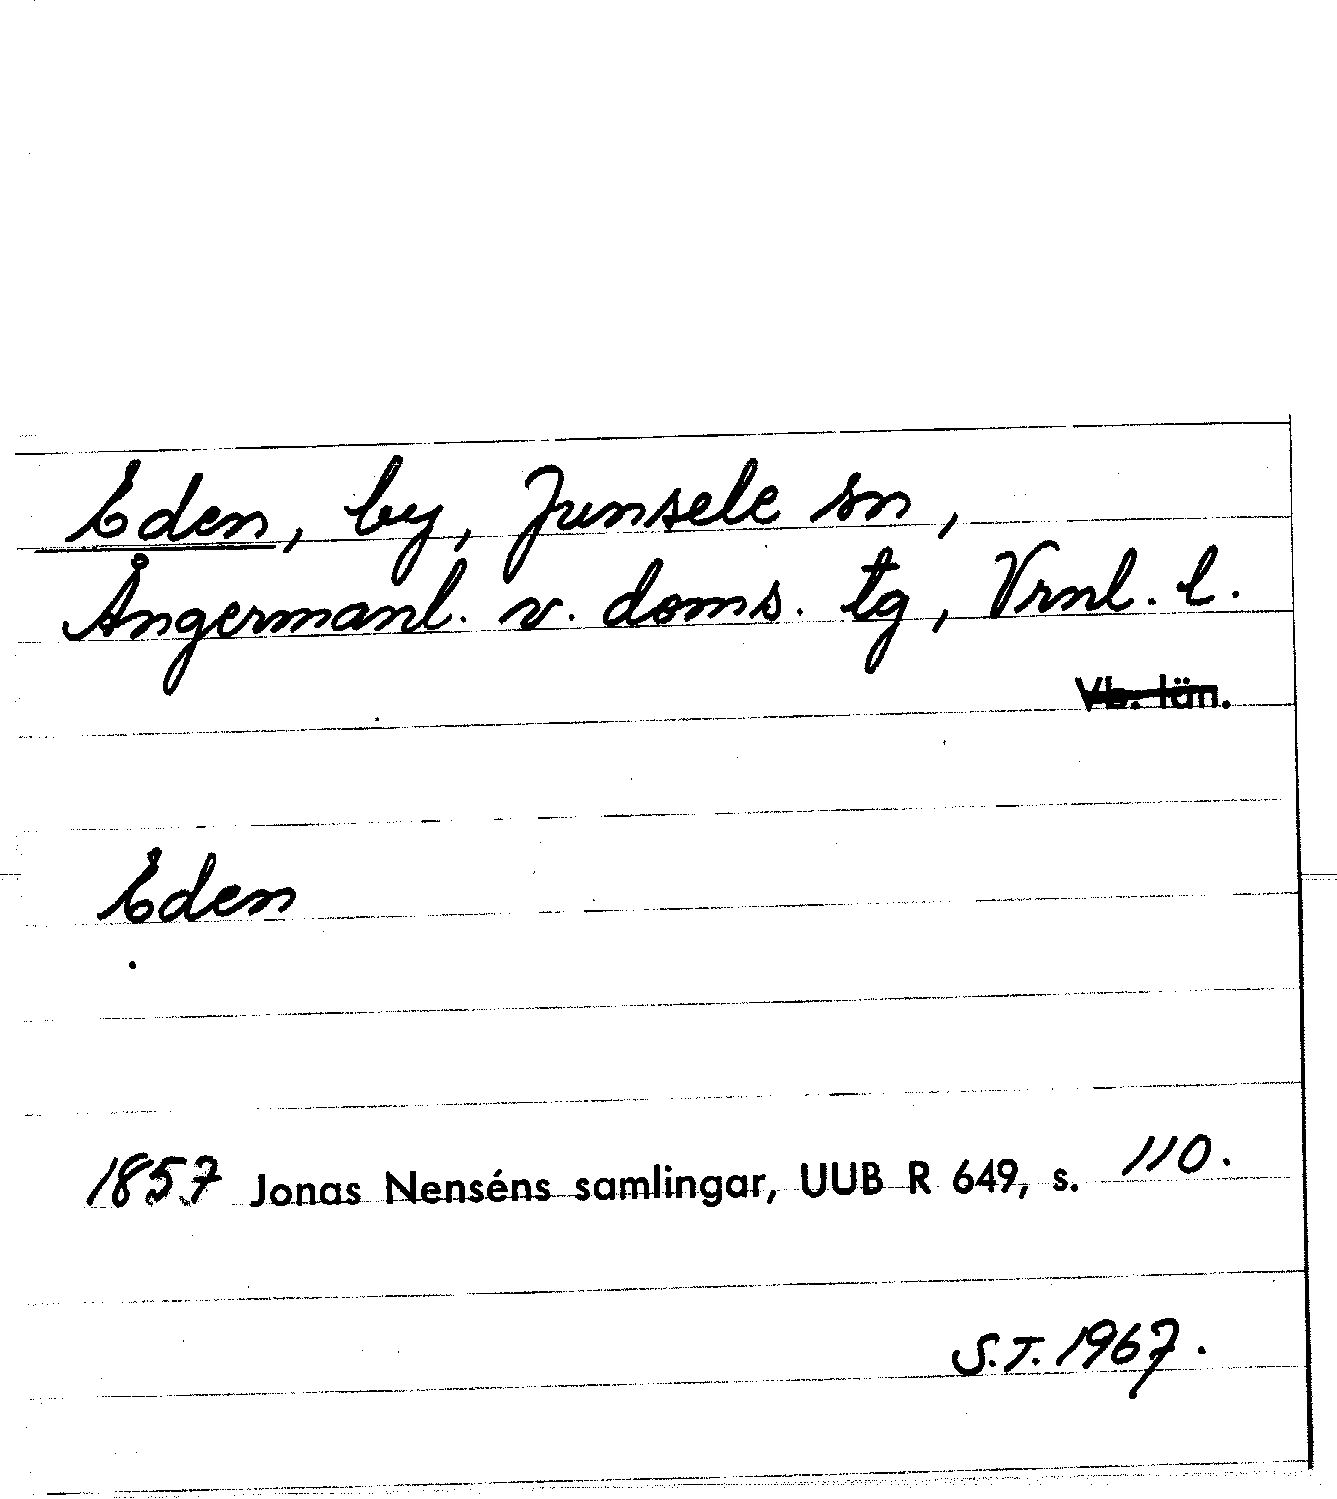 Eden, by, Junsele sn,
Ångermanl. v. doms. tg, Vrnl. l.
Vb. län.
Eden
1857 Jonas Nenséns samlingar, UUB R 649, s. 110.
S.T. 1967.